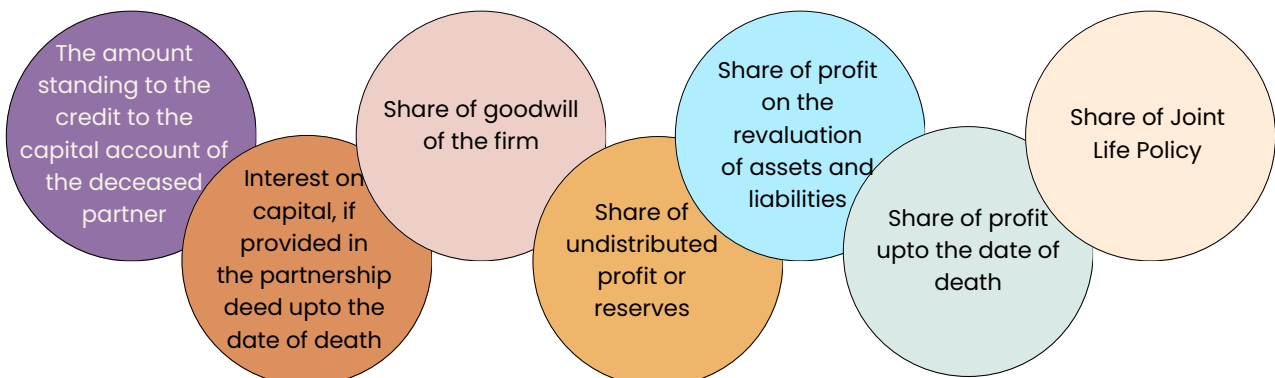 The amount
standing to the
credit to the
capital account of
the deceased
partner
Interest on
capital, if
provided in
the partnership
deed upto the
date of death
Share of goodwill
of the firm
Share of
undistributed
profit or
reserves
Share of profit
on the
revaluation
of assets and
liabilities
Share of profit
upto the date of
death
Share of Joint
Life Policy